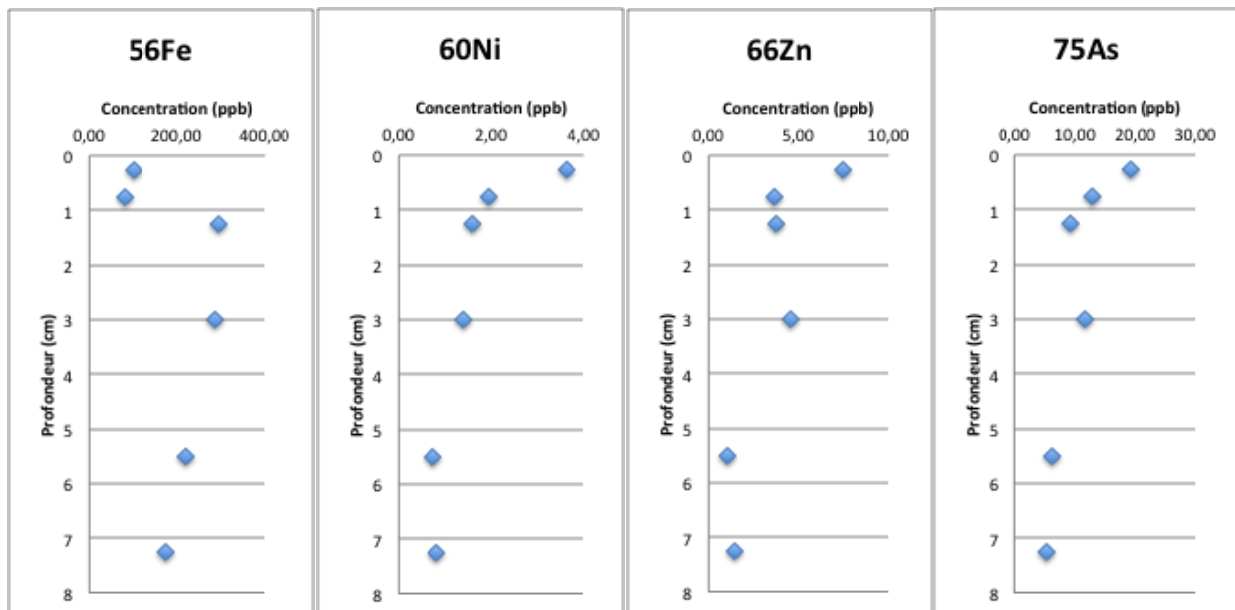 56Fe
Concentration (ppb)
0,00 200,00 400,00
0
1
2
3
4
5
6
7
8
Profondeur (cm)
60Ni
Concentration (ppb)
0,00 2,00 4,00
0
1
2
3
4
5
6
7
8
Profondeur (cm)
66Zn
Concentration (ppb)
0,00 5,00 10,00
0
1
2
3
4
5
6
7
8
Profondeur (cm)
75As
Concentration (ppb)
0,00 10,00 20,00 30,00
0
1
2
3
4
5
6
7
8
Profondeur (cm)